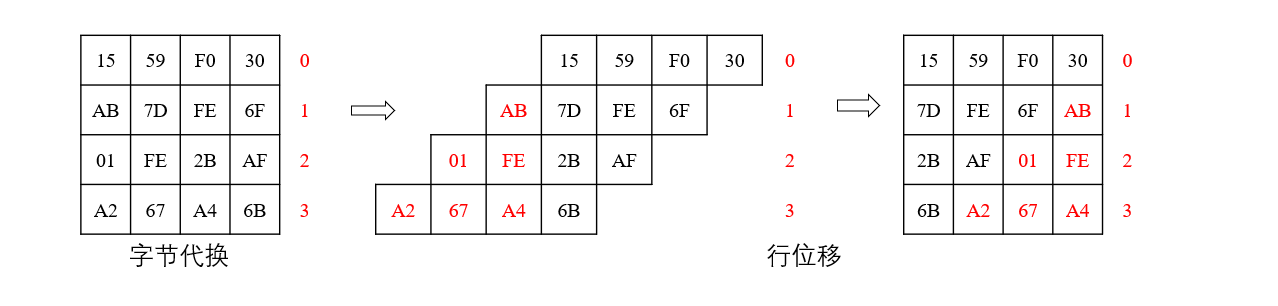 15 59 F0 30 0 15 59 F0 30 0 15 59 F0 30 0
AB 7D FE 6F 1 AB 7D FE 6F 1 7D FE 6F AB 1
01 FE 2B AF 2 01 FE 2B AF 2 2B AF 01 FE 2
A2 67 A4 6B 3 A2 67 A4 6B 3 6B A2 67 A4 3
字节代换 行位移